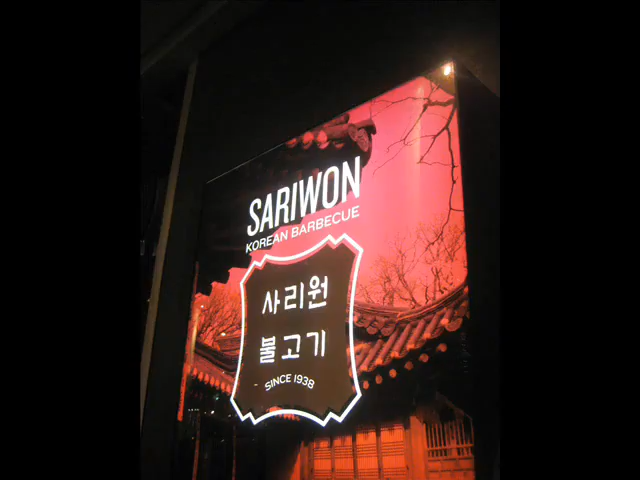 SARIWON
KOREAN BARBECUE
사리원
불고기
SINCE 1938